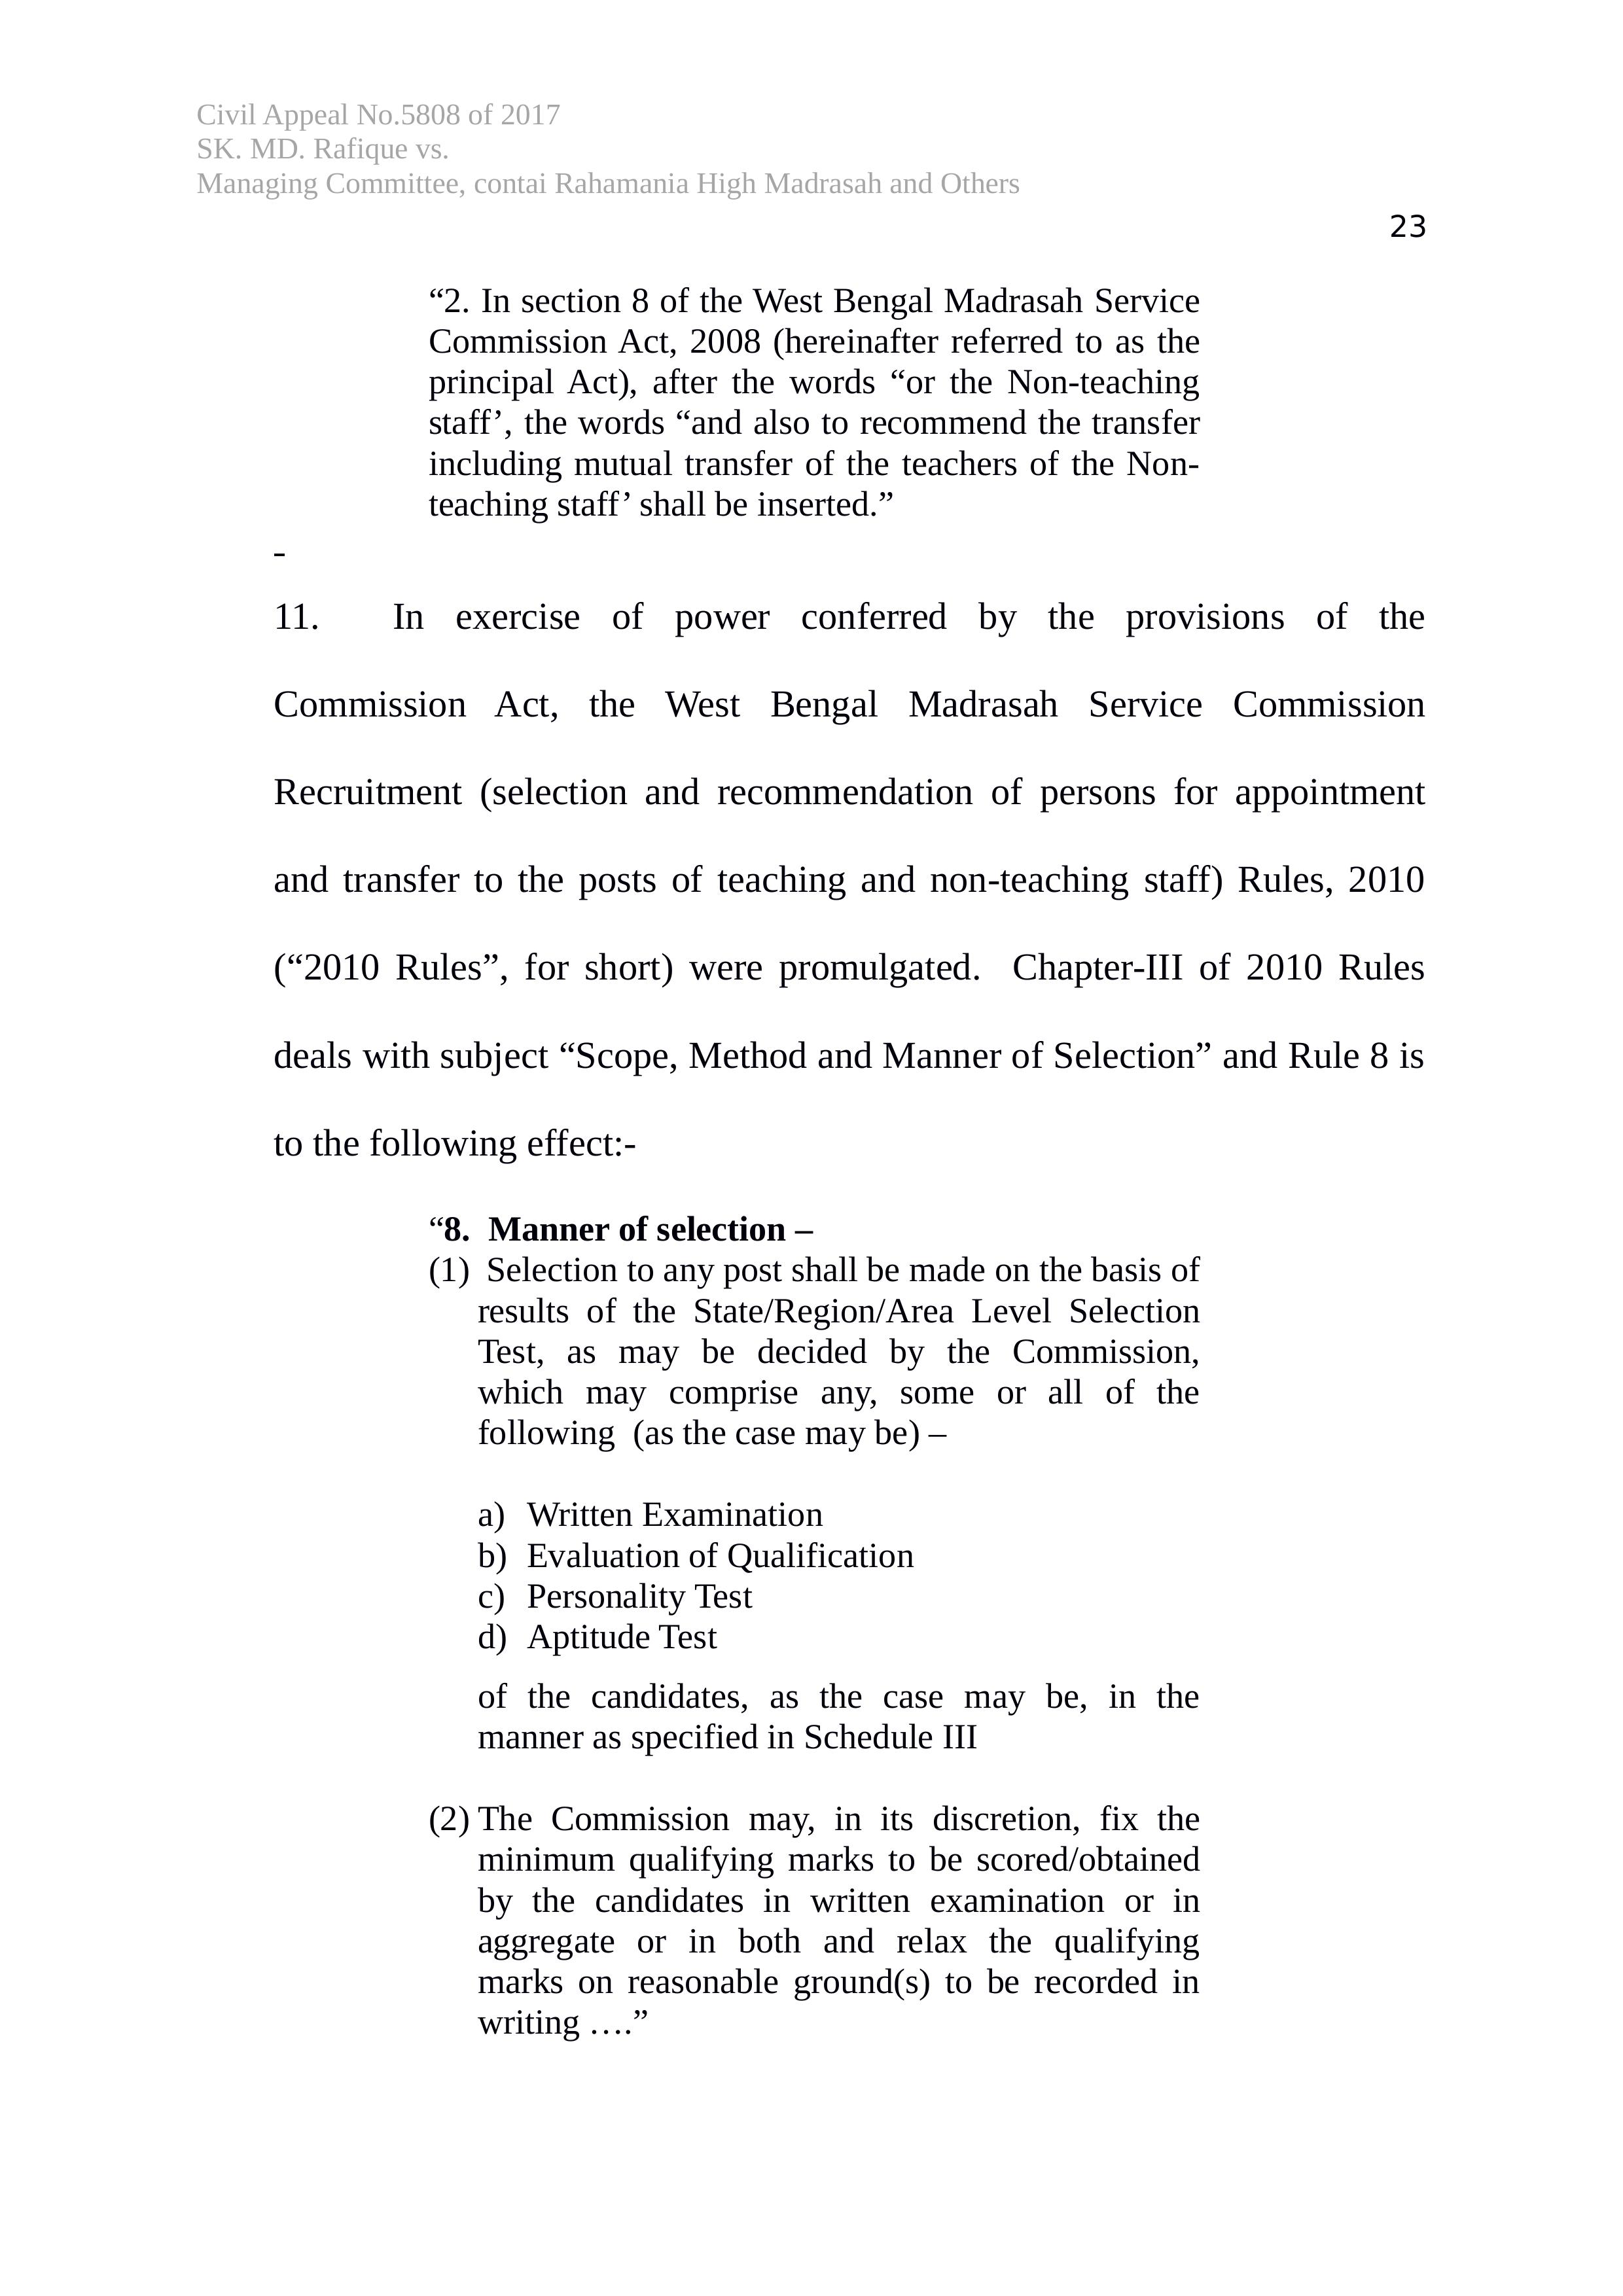 Civil Appeal No.5808 of 2017
SK. MD. Rafique vs.
Managing Committee, contai Rahamania High Madrasah and Others
23
“2. In section 8 of the West Bengal Madrasah Service
Commission Act, 2008 (hereinafter referred to as the
principal Act), after the words “or the Non-teaching
staff’, the words “and also to recommend the transfer
including mutual transfer of the teachers of the Non-
teaching staff’ shall be inserted.”
-
11. In exercise of power conferred by the provisions of the
Commission Act, the West Bengal Madrasah Service Commission
Recruitment (selection and recommendation of persons for appointment
and transfer to the posts of teaching and non-teaching staff) Rules, 2010
(“2010 Rules”, for short) were promulgated. Chapter-III of 2010 Rules
deals with subject “Scope, Method and Manner of Selection” and Rule 8 is
to the following effect:-
“8. Manner of selection –
(1) Selection to any post shall be made on the basis of
results of the State/Region/Area Level Selection
Test, as may be decided by the Commission,
which may comprise any, some or all of the
following (as the case may be) –
a) Written Examination
b) Evaluation of Qualification
c) Personality Test
d) Aptitude Test
of the candidates, as the case may be, in the
manner as specified in Schedule III
(2) The Commission may, in its discretion, fix the
minimum qualifying marks to be scored/obtained
by the candidates in written examination or in
aggregate or in both and relax the qualifying
marks on reasonable ground(s) to be recorded in
writing ….”